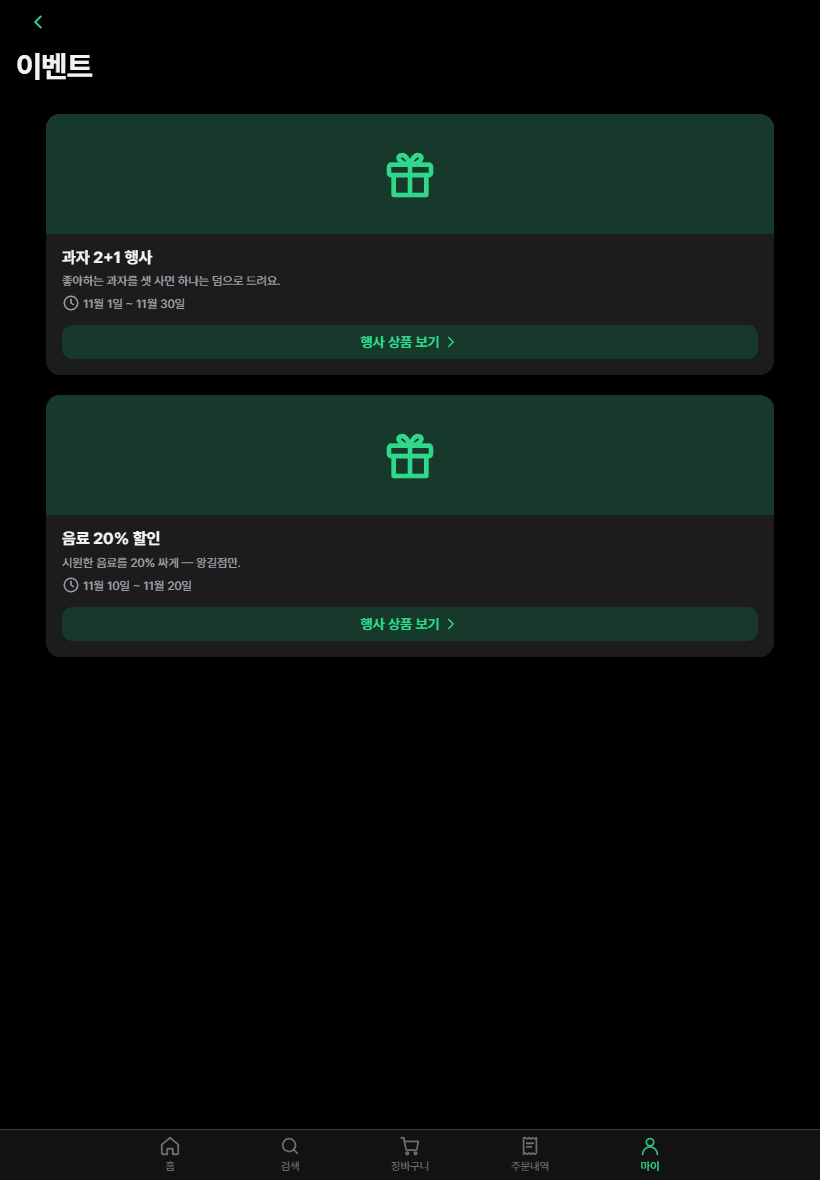 이벤트
과자 2+1 행사
좋아하는 과자를 셋 사면 하나는 덤으로 드려요.
11월 1일 ~ 11월 30일
행사 상품 보기
음료 20% 할인
시원한 음료를 20% 싸게 — 왕길점만.
11월 10일 ~ 11월 20일
행사 상품 보기
홈
검색
장바구니
주문내역
마이